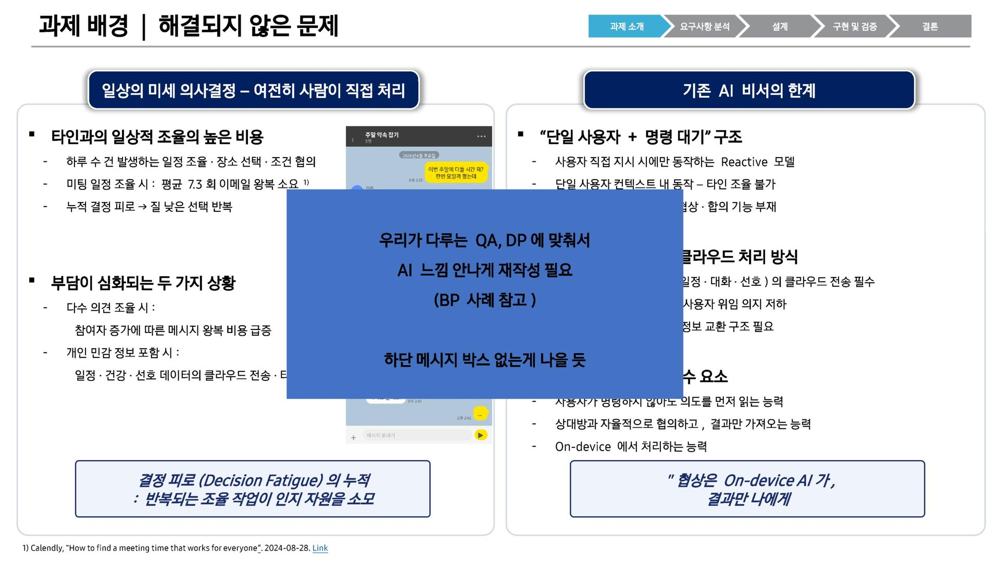 과제 배경 | 해결되지 않은 문제
과제 소개
요구사항 분석
설계
구현 및 검증
결론
일상의 미세 의사결정 – 여전히 사람이 직접 처리
▪ 타인과의 일상적 조율의 높은 비용
- 하루 수 건 발생하는 일정 조율 · 장소 선택 · 조건 협의
- 미팅 일정 조율 시 : 평균 7.3 회 이메일 왕복 소요 1)
- 누적 결정 피로 → 질 낮은 선택 반복
▪ 부담이 심화되는 두 가지 상황
- 다수 의견 조율 시 :
참여자 증가에 따른 메시지 왕복 비용 급증
- 개인 민감 정보 포함 시 :
일정 · 건강 · 선호 데이터의 클라우드 전송 ·
주말 약속 잡기
5명
2026년 6월 토요일
이번 주말에 다들 시간 돼?
한번 모일까 했는데
오후 2:38
오후 2:40
오후 2:42
...
메시지 보내기
결정 피로 (Decision Fatigue) 의 누적
: 반복되는 조율 작업이 인지 자원을 소모
우리가 다루는 QA, DP 에 맞춰서
AI 느낌 안나게 재작성 필요
(BP 사례 참고 )
하단 메시지 박스 없는게 나을 듯
기존 AI 비서의 한계
▪ “단일 사용자 + 명령 대기” 구조
- 사용자 직접 지시 시에만 동작하는 Reactive 모델
- 단일 사용자 컨텍스트 내 동작 – 타인 조율 불가
협상 · 합의 기능 부재
클라우드 처리 방식
일정 · 대화 · 선호 ) 의 클라우드 전송 필수
사용자 위임 의지 저하
정보 교환 구조 필요
수 요소
- 사용자가 명령하지 않아도 의도를 먼저 읽는 능력
- 상대방과 자율적으로 협의하고 , 결과만 가져오는 능력
- On-device 에서 처리하는 능력
" 협상은 On-device AI 가 ,
결과만 나에게
1) Calendly, "How to find a meeting time that works for everyone“. 2024-08-28. Link